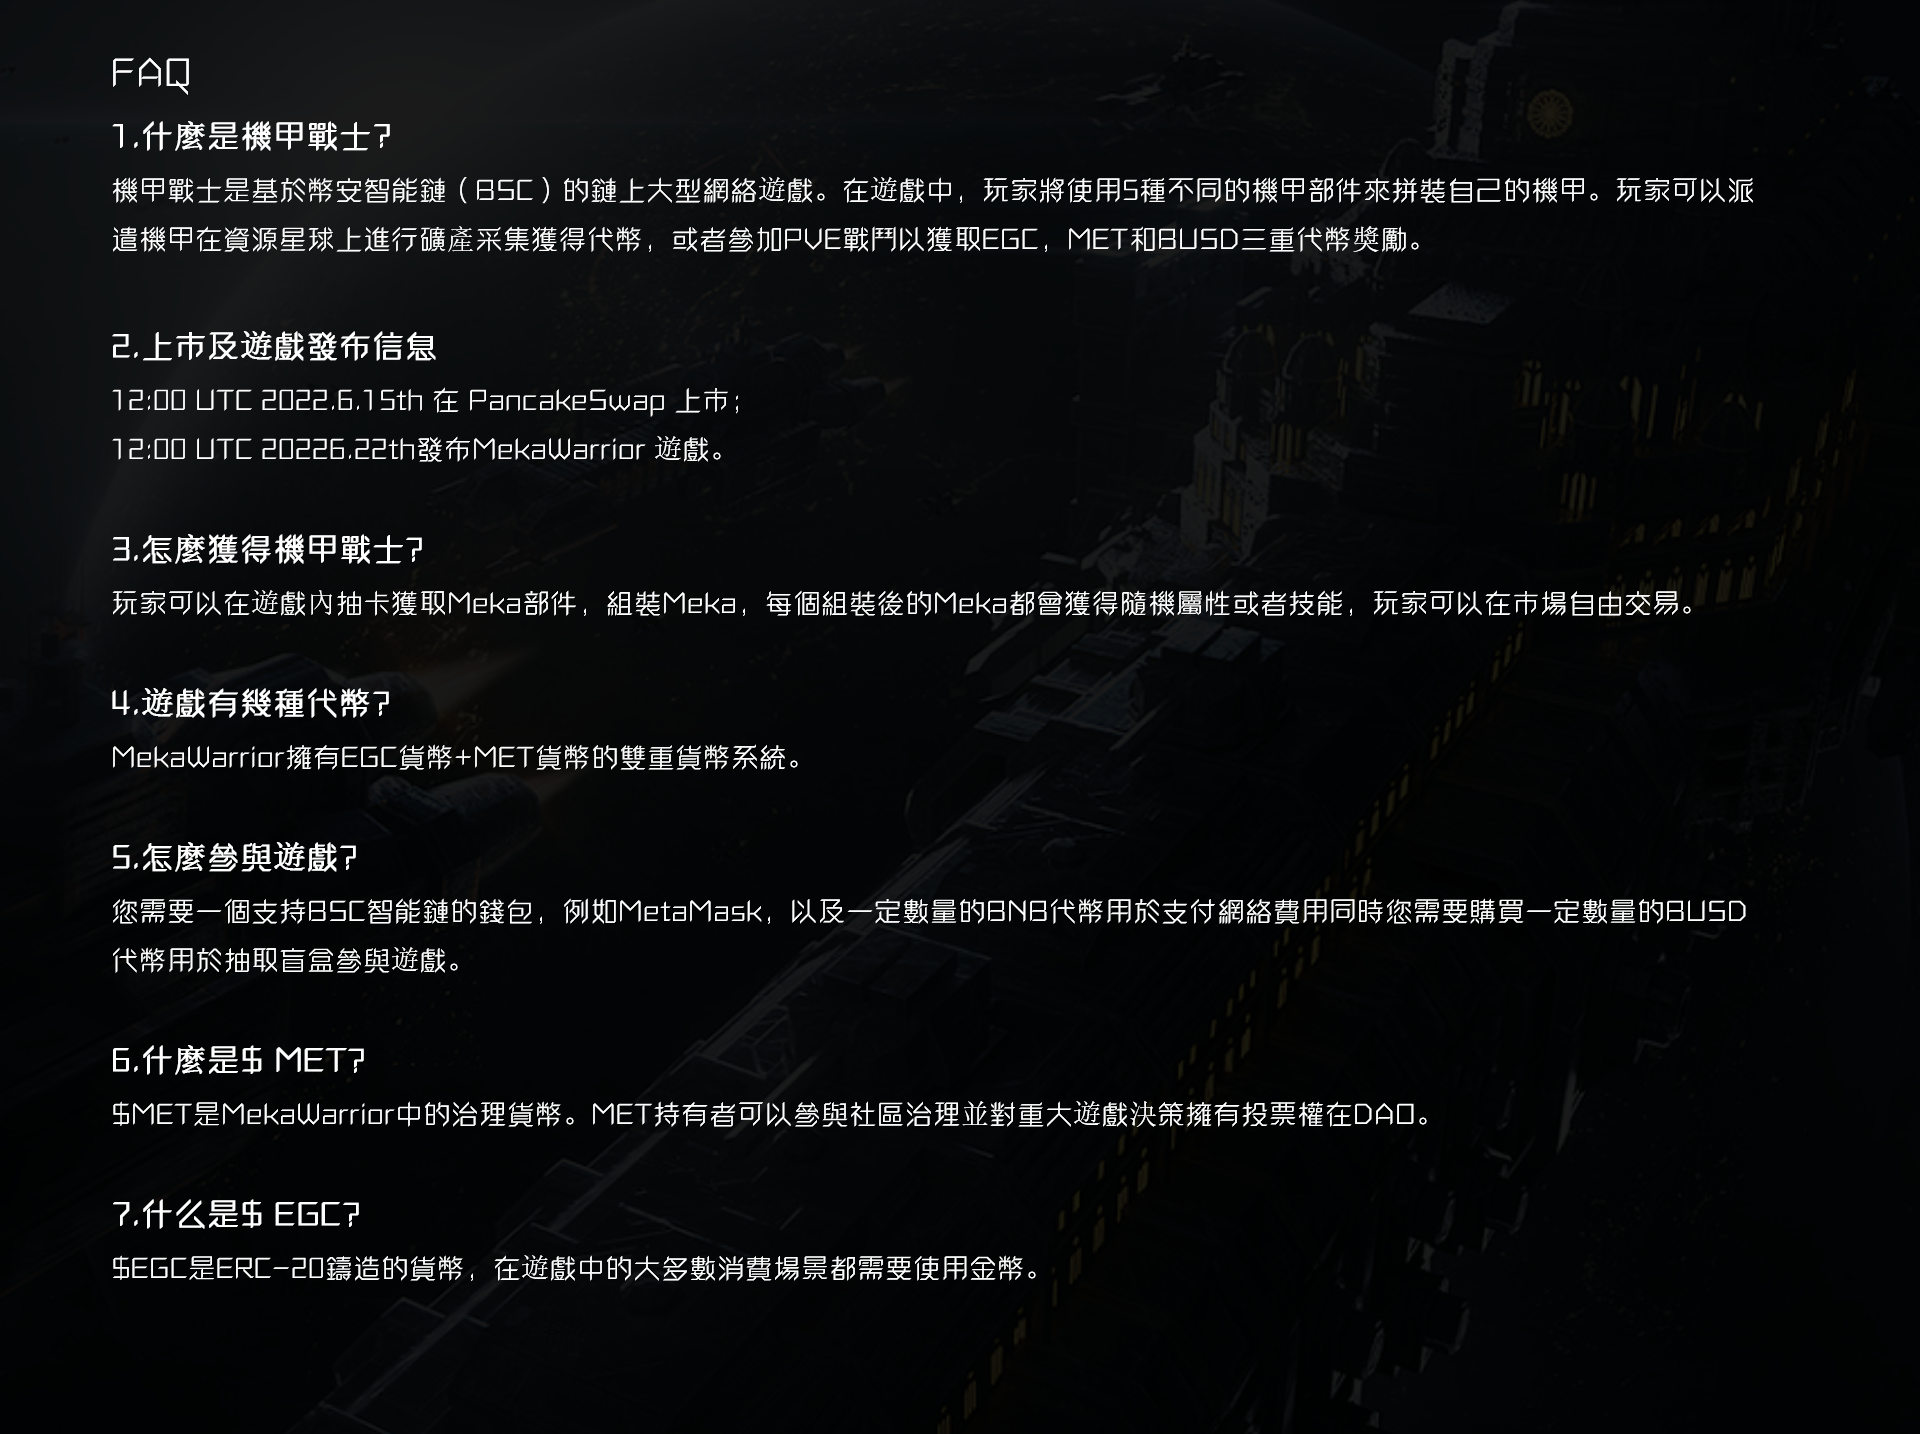 FAQ
1.什麼是機甲戰士?
機甲戰士是基於幣安智能鏈（BSC）的鏈上大型網絡遊戲。在遊戲中，玩家將使用5種不同的機甲部件來拼裝自己的機甲。玩家可以派
遣機甲在資源星球上進行礦產采集獲得代幣，或者參加PVE戰鬥以獲取EGC，MET和BUSD三重代幣獎勵。
2.上市及遊戲發布信息
12:00 UTC 2022.6.15th 在 PancakeSwap 上市；
12:00 UTC 20226.22th發布MekaWarrior 遊戲。
3.怎麼獲得機甲戰士?
玩家可以在遊戲內抽卡獲取Meka部件，組裝Meka，每個組裝後的Meka都會獲得隨機屬性或者技能，玩家可以在市場自由交易。
4.遊戲有幾種代幣?
MekaWarrior擁有EGC貨幣+MET貨幣的雙重貨幣系統。
5.怎麼參與遊戲?
您需要一個支持BSC智能鏈的錢包，例如MetaMask，以及一定數量的BNB代幣用於支付網絡費用同時您需要購買一定數量的BUSD
代幣用於抽取盲盒參與遊戲。
6.什麼是$ MET?
$MET是MekaWarrior中的治理貨幣。MET持有者可以參與社區治理並對重大遊戲決策擁有投票權在DAO。
7.什么是$ EGC?
$EGC是ERC-20鑄造的貨幣，在遊戲中的大多數消費場景都需要使用金幣。